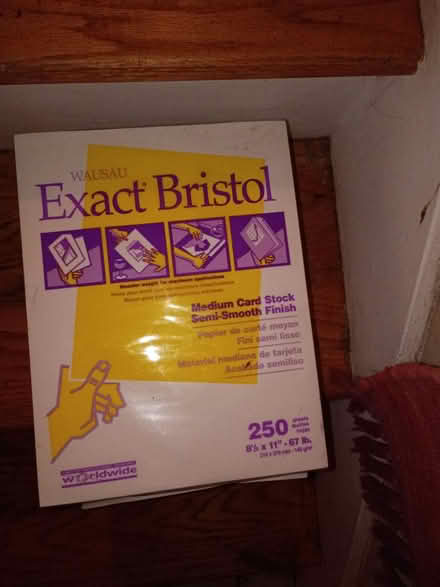 WAUSAU
Exact® Bristol
Medium Card Stock
Semi-Smooth Finish
Papier de carte moyen
Fini semi lisse
Material mediano de tarjeta
Acabado semiliso
250 sheets
8½ x 11" - 67 lb.
worldwide